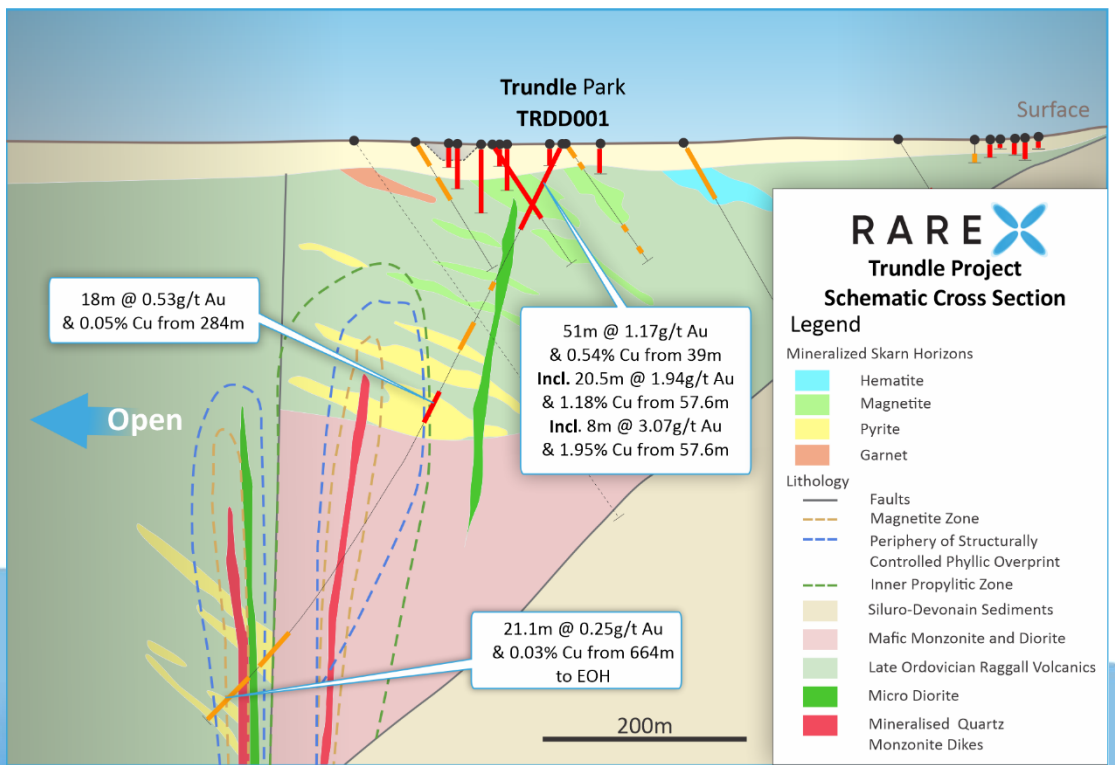 Trundle Park
TRDD001
Surface
18m @ 0.53g/t Au
& 0.05% Cu from 284m
51m @ 1.17g/t Au
& 0.54% Cu from 39m
Incl. 20.5m @ 1.94g/t Au
& 1.18% Cu from 57.6m
Incl. 8m @ 3.07g/t Au
& 1.95% Cu from 57.6m
Open
21.1m @ 0.25g/t Au
& 0.03% Cu from 664m
to EOH
200m
RAREX
Trundle Project
Schematic Cross Section
Legend
Mineralized Skarn Horizons
Hematite
Magnetite
Pyrite
Garnet
Lithology
Faults
Magnetite Zone
Periphery of Structurally
Controlled Phyllic Overprint
Inner Propylitic Zone
Siluro-Devonain Sediments
Mafic Monzonite and Diorite
Late Ordovician Raggall Volcanics
Micro Diorite
Mineralised Quartz
Monzonite Dikes